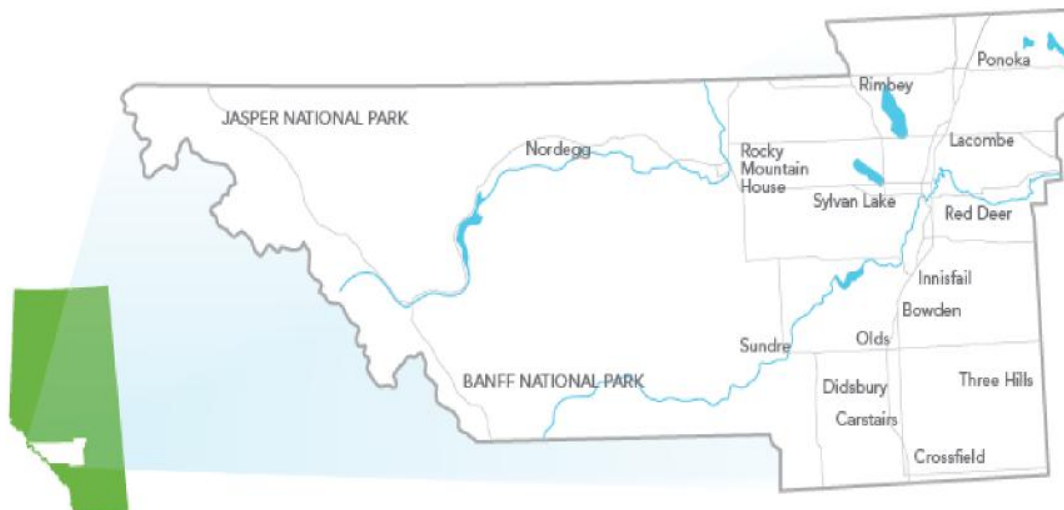 Ponoka
Rimbey
JASPER NATIONAL PARK
Nordegg
Lacombe
Rocky
Mountain
House
Sylvan Lake
Red Deer
Innisfail
Bowden
Olds
Sundre
BANFF NATIONAL PARK
Didsbury
Three Hills
Carstairs
Crossfield